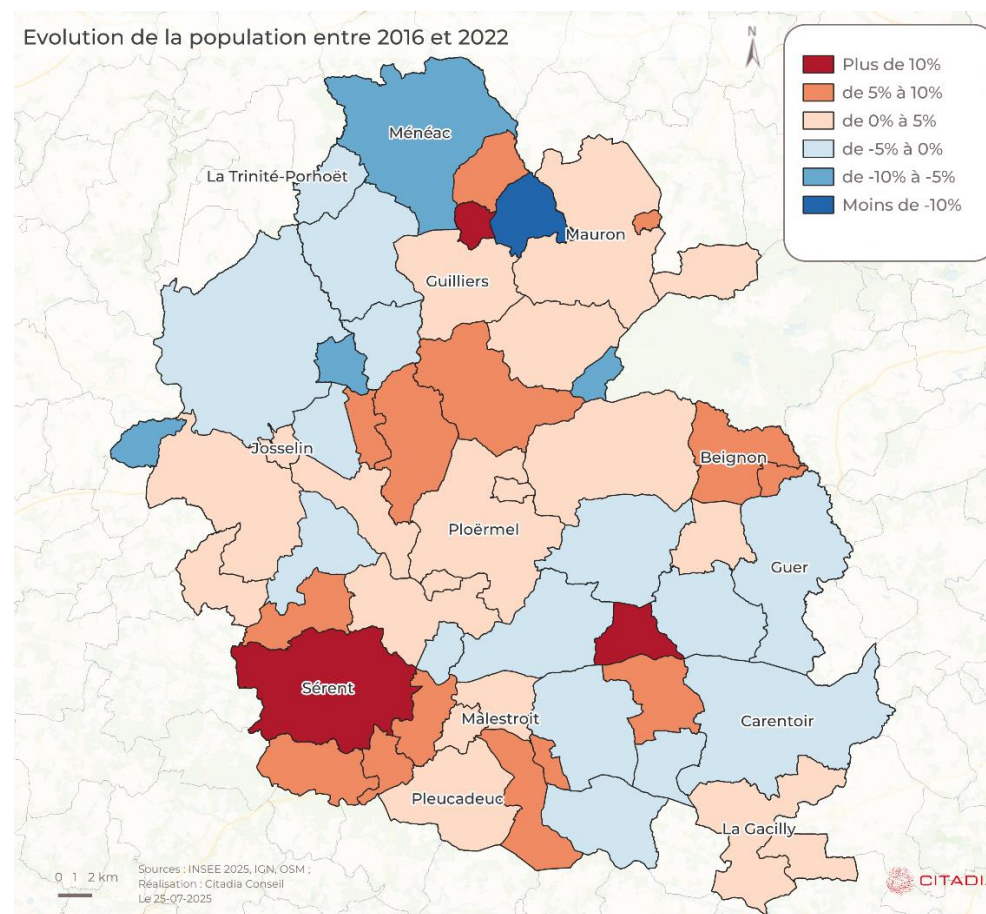 Evolution de la population entre 2016 et 2022
N
Plus de 10%
de 5% à 10%
de 0% à 5%
de -5% à 0%
de -10% à -5%
Moins de -10%
Ménéac
La Trinité-Porhoët
Mauron
Guilliers
Josselin
Beignon
Ploërmel
Guer
Sérent
Malestroit
Carentoir
Pleucadeuc
La Gacilly
0 1 2 km
Sources : INSEE 2025, IGN, OSM ;
Réalisation : Citadia Conseil
Le 25-07-2025
CITADIA